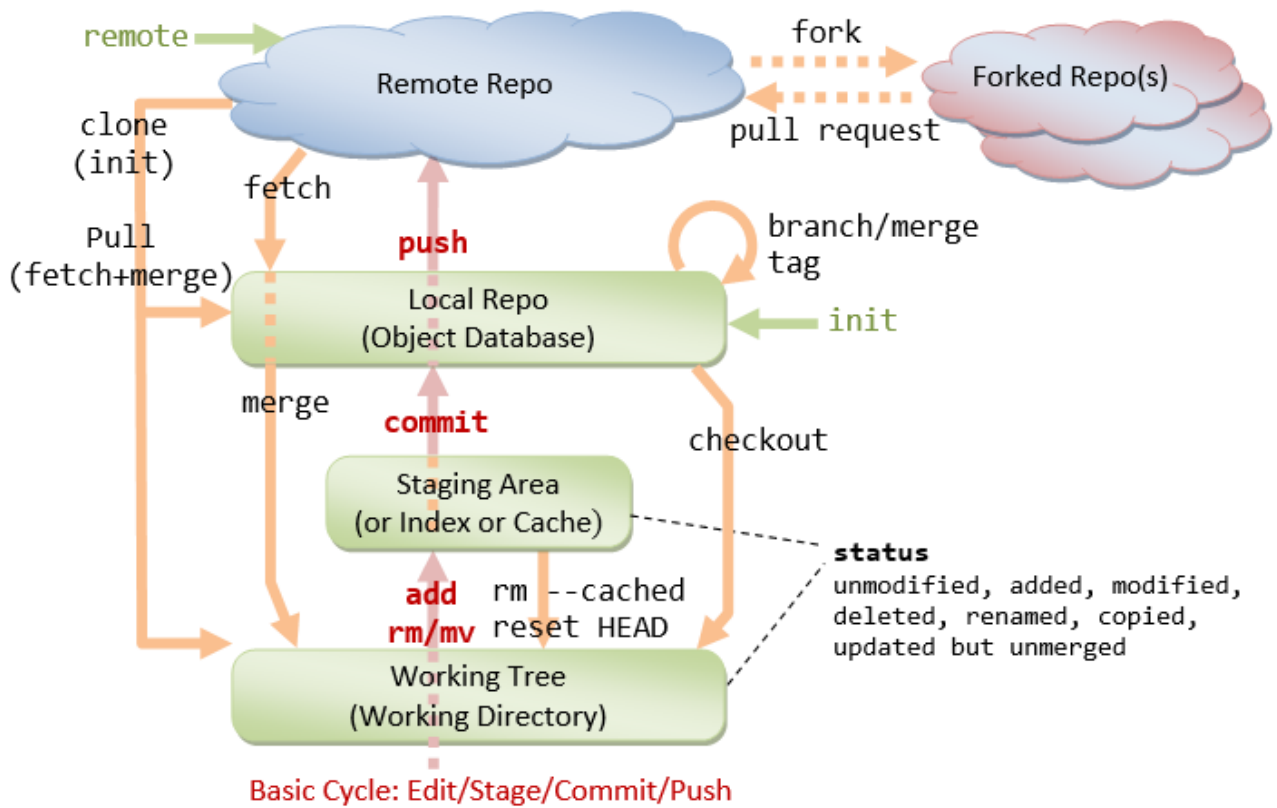 remote
fork
Remote Repo
Forked Repo(s)
clone
(init)
pull request
fetch
Pull
(fetch+merge)
push
branch/merge
tag
Local Repo
(Object Database)
init
merge
commit
checkout
Staging Area
(or Index or Cache)
status
unmodified, added, modified,
deleted, renamed, copied,
updated but unmerged
add
rm/mv
rm --cached
reset HEAD
Working Tree
(Working Directory)
Basic Cycle: Edit/Stage/Commit/Push